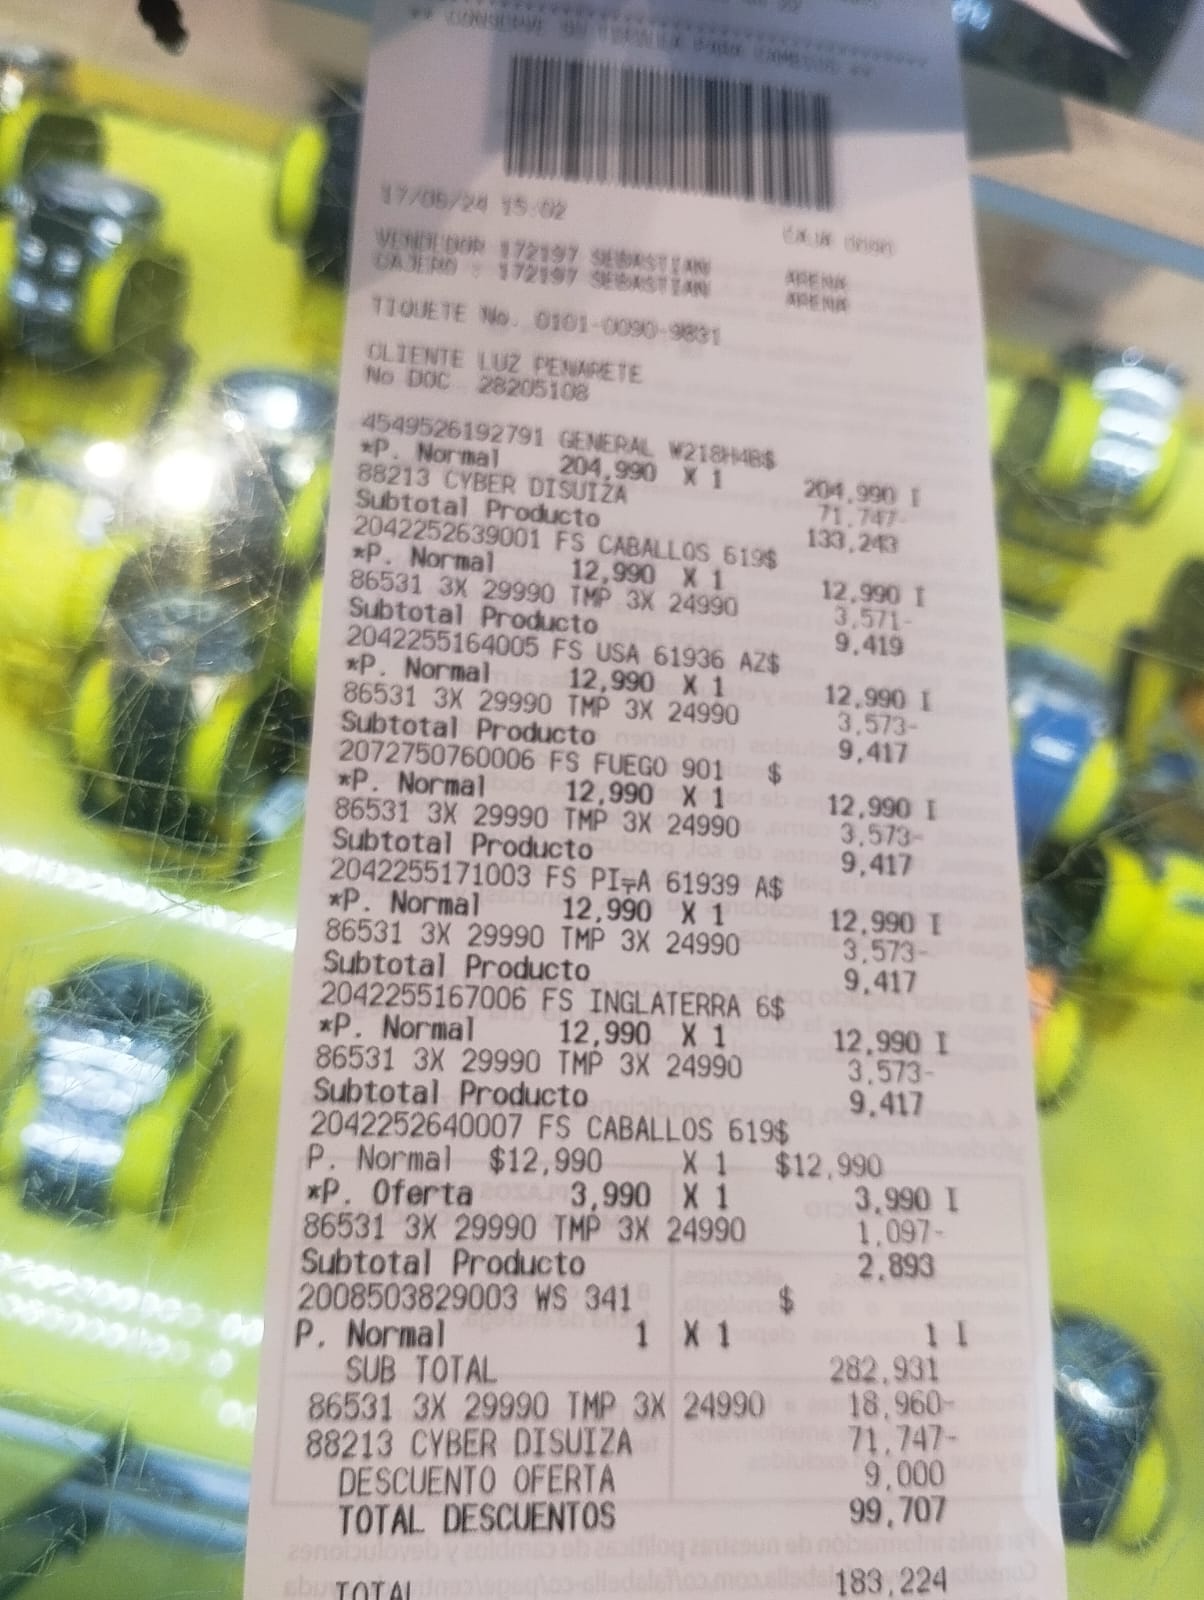 ** CONSERVE SU TIRILLA PARA CAMBIOS **
17/06/24 15:02 CAJA 0090
VENDEDOR 172197 SEBASTIAN ARENA
CAJERO : 172197 SEBASTIAN ARENA
TIQUETE No. 0101-0090-9831
CLIENTE LUZ PENARETE
No DOC 28205108
4549526192791 GENERAL W218H4B$
*P. Normal 204,990 X 1 204,990 I
88213 CYBER DISUIZA 71,747-
Subtotal Producto 133,243
2042252639001 FS CABALLOS 619$
*P. Normal 12,990 X 1 12,990 I
86531 3X 29990 TMP 3X 24990 3,571-
Subtotal Producto 9,419
2042255164005 FS USA 61936 AZ$
*P. Normal 12,990 X 1 12,990 I
86531 3X 29990 TMP 3X 24990 3,573-
Subtotal Producto 9,417
2072750760006 FS FUEGO 901 $
*P. Normal 12,990 X 1 12,990 I
86531 3X 29990 TMP 3X 24990 3,573-
Subtotal Producto 9,417
2042255171003 FS PI╤A 61939 A$
*P. Normal 12,990 X 1 12,990 I
86531 3X 29990 TMP 3X 24990 3,573-
Subtotal Producto 9,417
2042255167006 FS INGLATERRA 6$
*P. Normal 12,990 X 1 12,990 I
86531 3X 29990 TMP 3X 24990 3,573-
Subtotal Producto 9,417
2042252640007 FS CABALLOS 619$
P. Normal $12,990 X 1 $12,990
*P. Oferta 3,990 X 1 3,990 I
86531 3X 29990 TMP 3X 24990 1,097-
Subtotal Producto 2,893
2008503829003 WS 341 $
P. Normal 1 X 1 1 I
SUB TOTAL 282,931
86531 3X 29990 TMP 3X 24990 18,960-
88213 CYBER DISUIZA 71,747-
DESCUENTO OFERTA 9,000
TOTAL DESCUENTOS 99,707
TOTAL 183,224